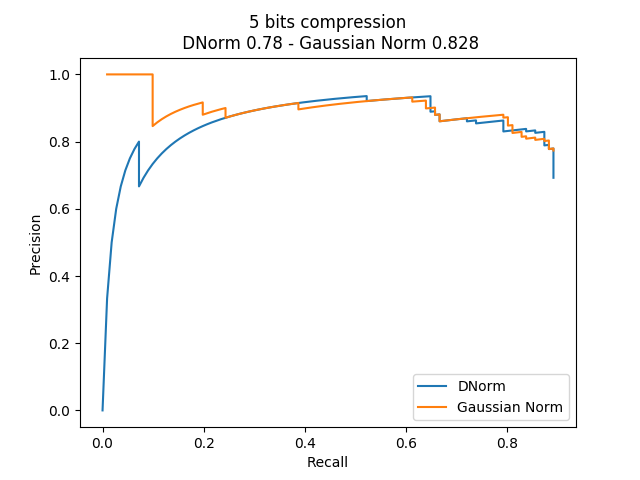 5 bits compression
DNorm 0.78 - Gaussian Norm 0.828
1.0
0.8
0.6
0.4
0.2
0.0
Precision
0.0 0.2 0.4 0.6 0.8
Recall
DNorm
Gaussian Norm